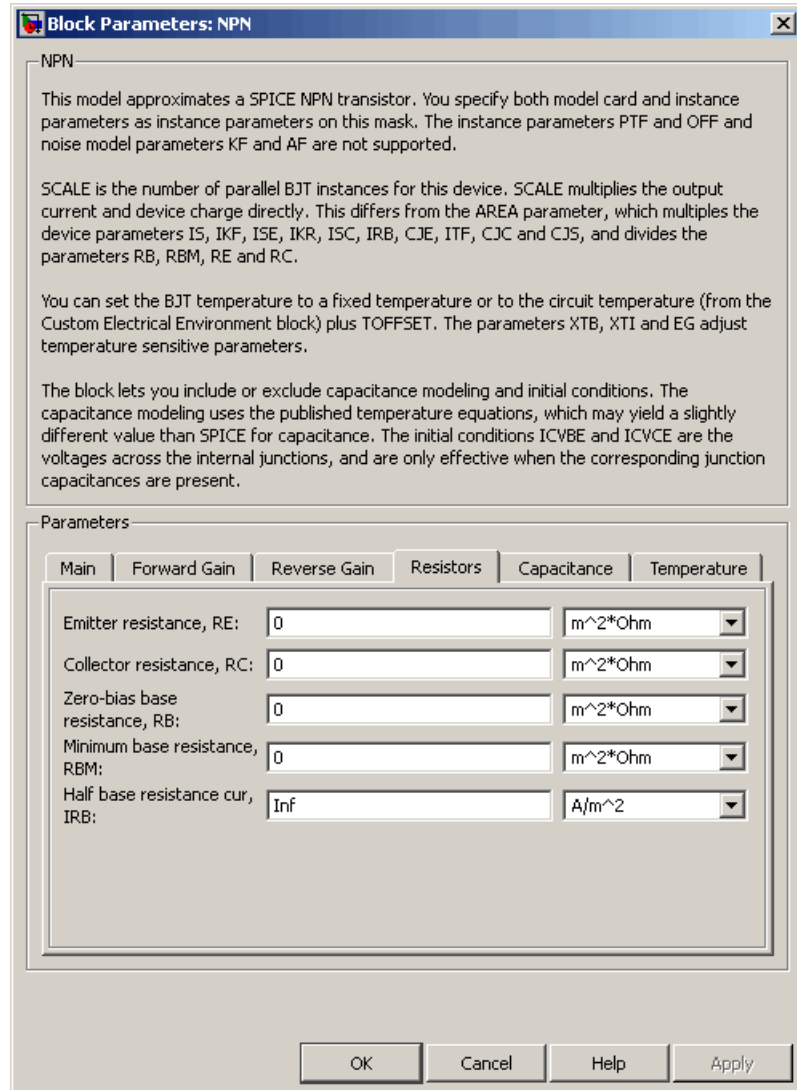 Block Parameters: NPN
NPN
This model approximates a SPICE NPN transistor. You specify both model card and instance
parameters as instance parameters on this mask. The instance parameters PTF and OFF and
noise model parameters KF and AF are not supported.
SCALE is the number of parallel BJT instances for this device. SCALE multiplies the output
current and device charge directly. This differs from the AREA parameter, which multiples the
device parameters IS, IKF, ISE, IKR, ISC, IRB, CJE, ITF, CJC and CJS, and divides the
parameters RB, RBM, RE and RC.
You can set the BJT temperature to a fixed temperature or to the circuit temperature (from the
Custom Electrical Environment block) plus TOFFSET. The parameters XTB, XTI and EG adjust
temperature sensitive parameters.
The block lets you include or exclude capacitance modeling and initial conditions. The
capacitance modeling uses the published temperature equations, which may yield a slightly
different value than SPICE for capacitance. The initial conditions ICVBE and ICVCE are the
voltages across the internal junctions, and are only effective when the corresponding junction
capacitances are present.
Parameters
Main Forward Gain Reverse Gain Resistors Capacitance Temperature
Emitter resistance, RE: 0 m^2*Ohm
Collector resistance, RC: 0 m^2*Ohm
Zero-bias base
resistance, RB: 0 m^2*Ohm
Minimum base resistance,
RBM: 0 m^2*Ohm
Half base resistance cur,
IRB: Inf A/m^2
OK Cancel Help Apply